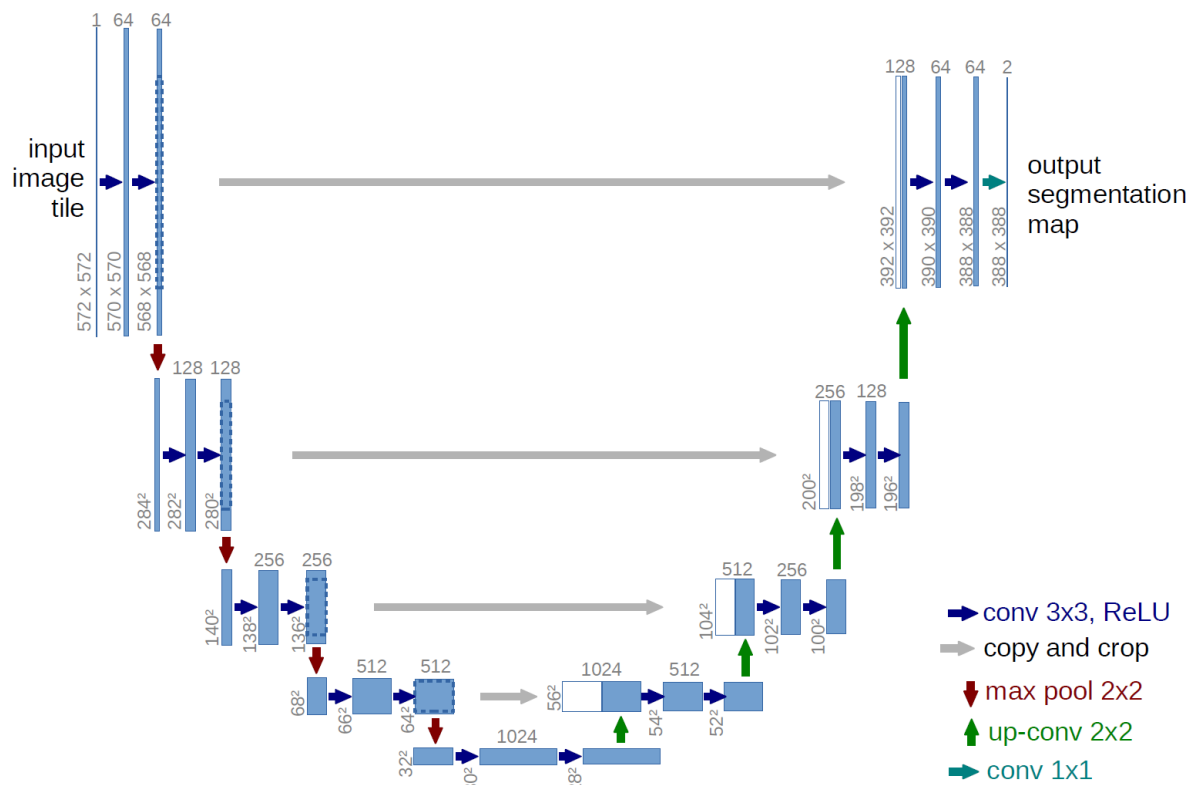 1 64 64
input
image
tile
572 x 572
570 x 570
568 x 568
128 64 64 2
output
segmentation
map
392 x 392
390 x 390
388 x 388
388 x 388
128 128
284²
282²
280²
256 128
200²
198²
196²
256 256
140²
138²
136²
512 256
104²
102²
100²
512 512
68²
66²
64²
1024 512
56²
54²
52²
1024
32²
conv 3x3, ReLU
copy and crop
max pool 2x2
up-conv 2x2
conv 1x1